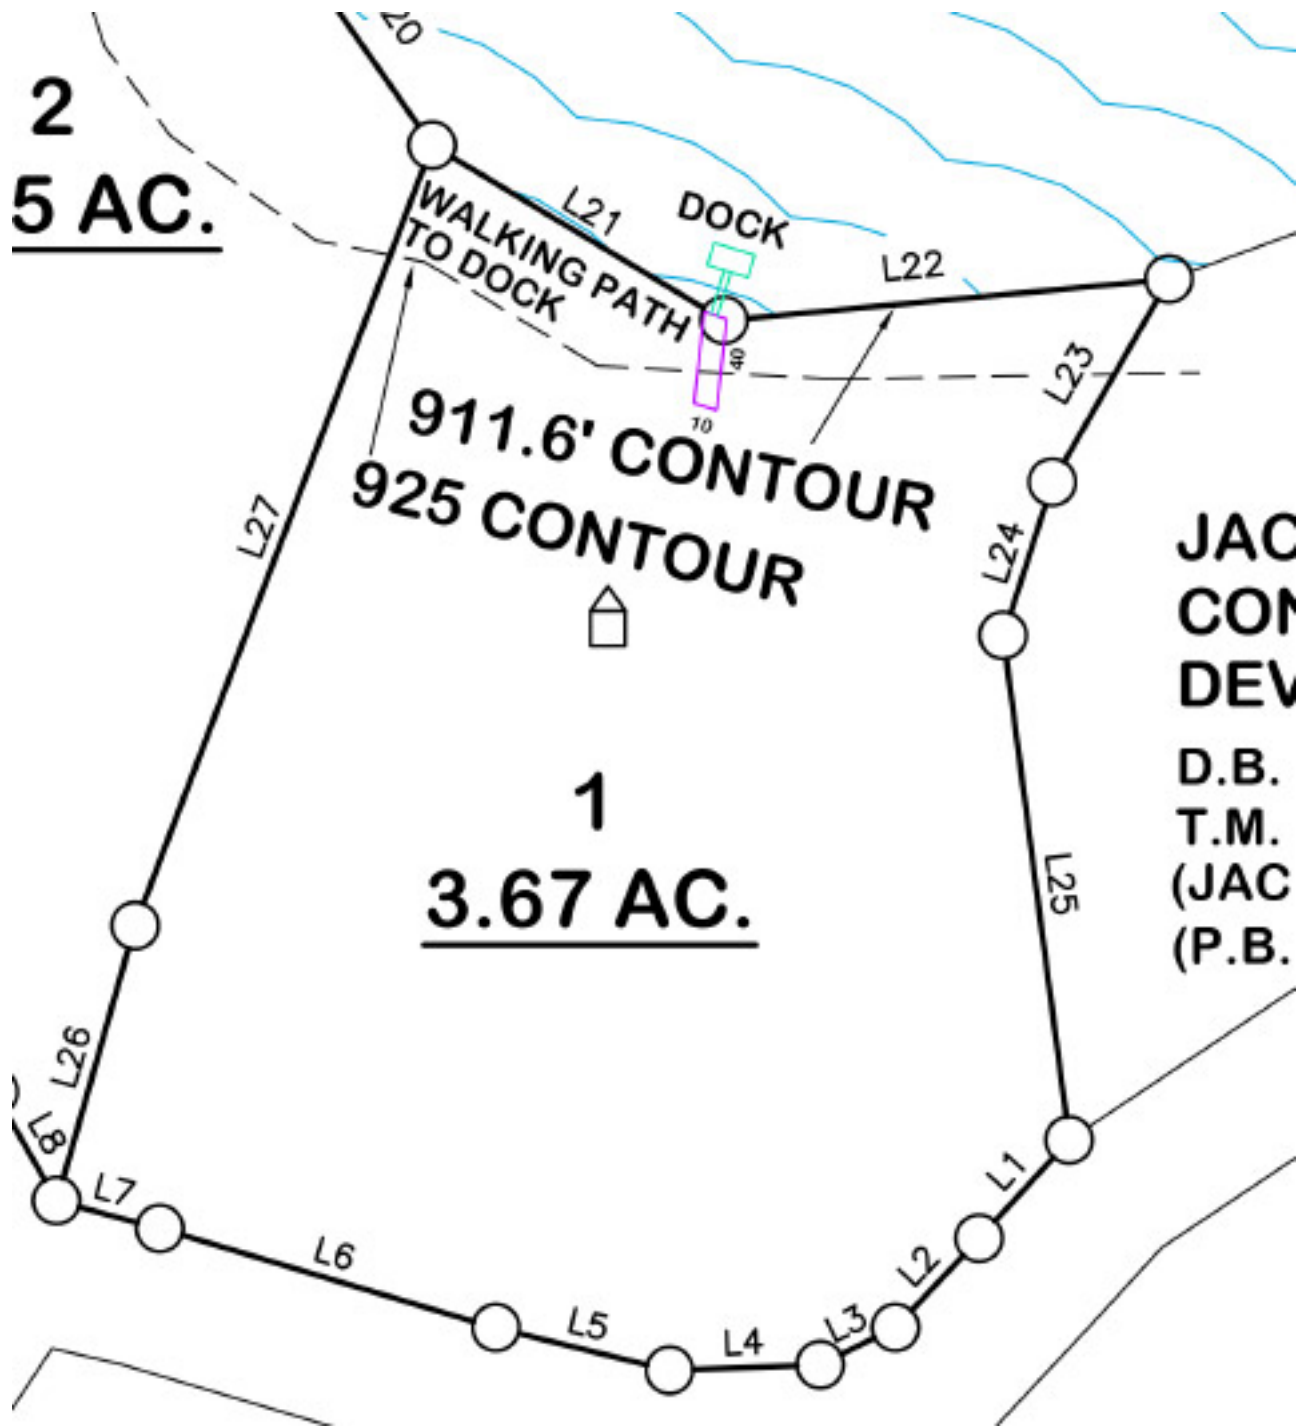 20
2
5 AC.
L21
DOCK
WALKING PATH
TO DOCK
L22
40
10
L23
911.6' CONTOUR
925 CONTOUR
L27
L24
JAC
CON
DEV
D.B.
T.M.
(JAC
(P.B.
1
3.67 AC.
L25
L26
L8
L7
L6
L5
L4
L3
L2
L1